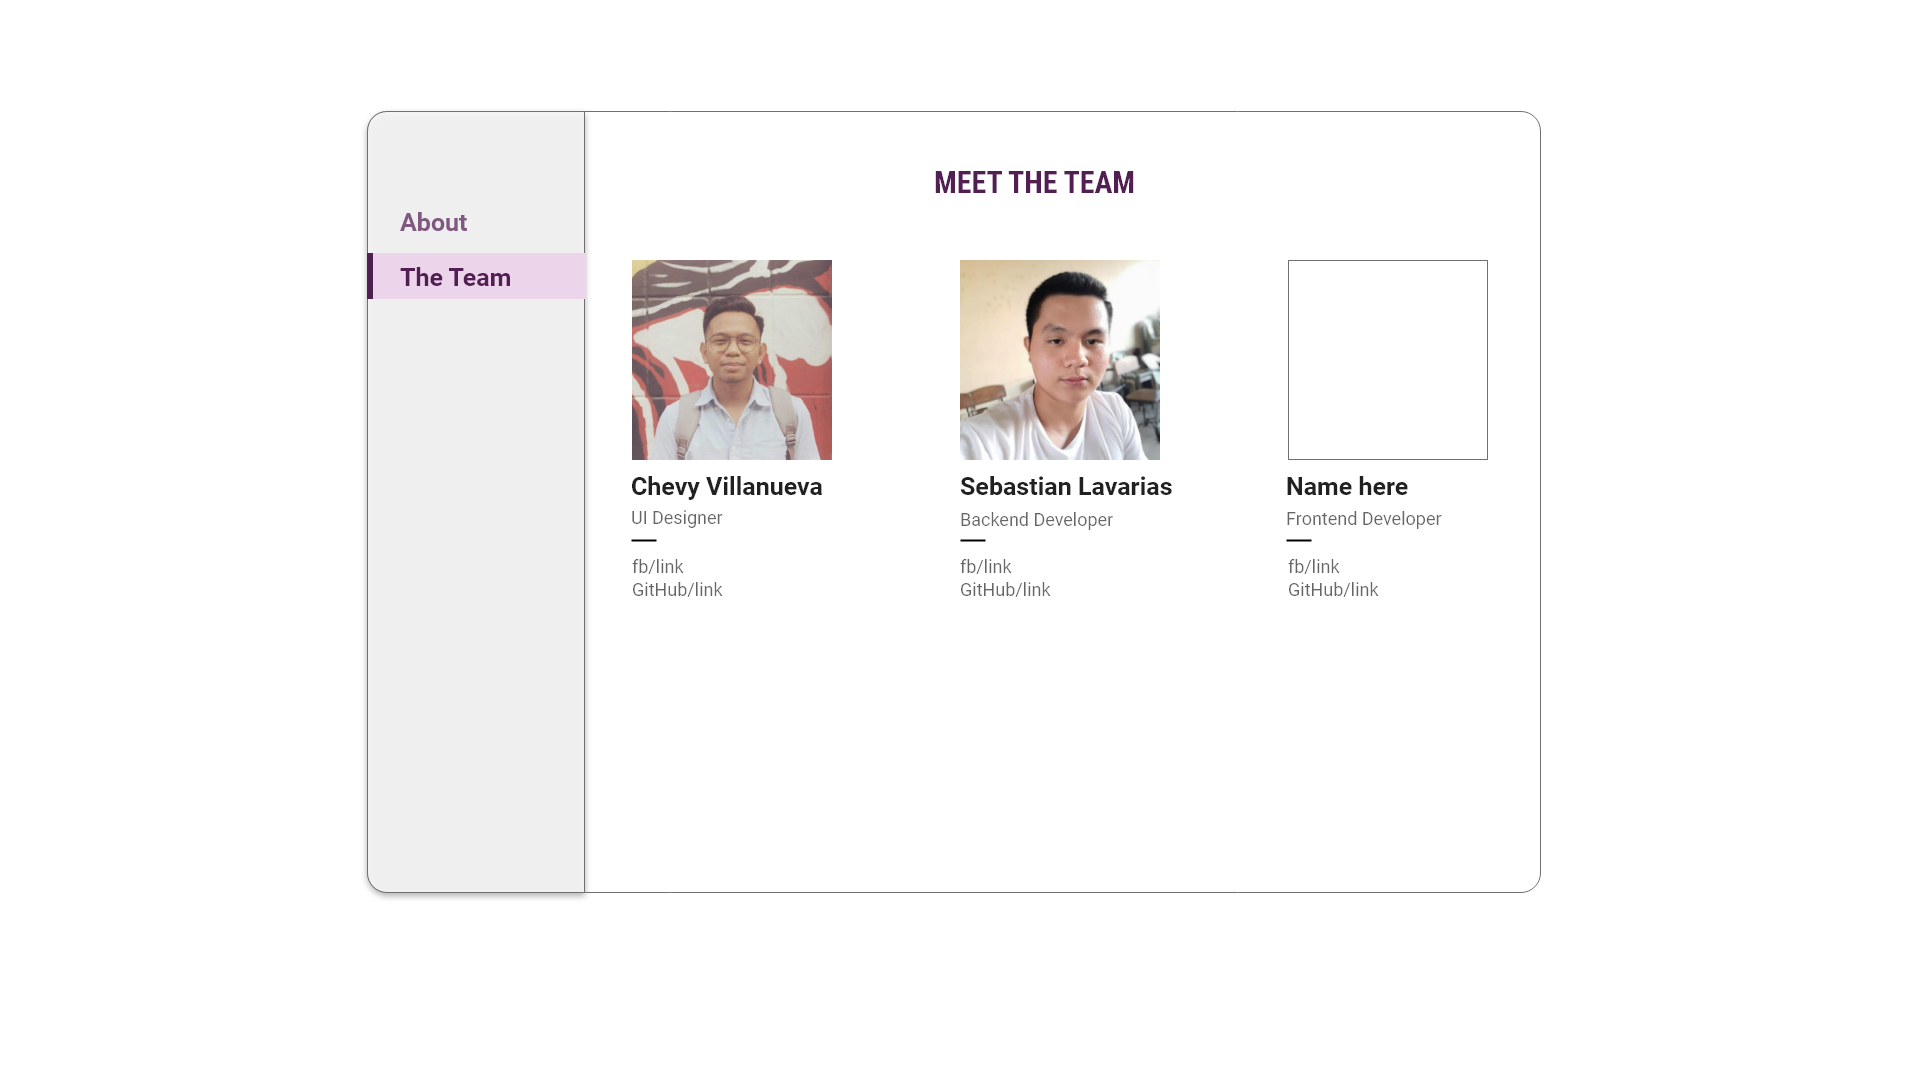 About
The Team
MEET THE TEAM
Chevy Villanueva
UI Designer
fb/link
GitHub/link
Sebastian Lavarias
Backend Developer
fb/link
GitHub/link
Name here
Frontend Developer
fb/link
GitHub/link